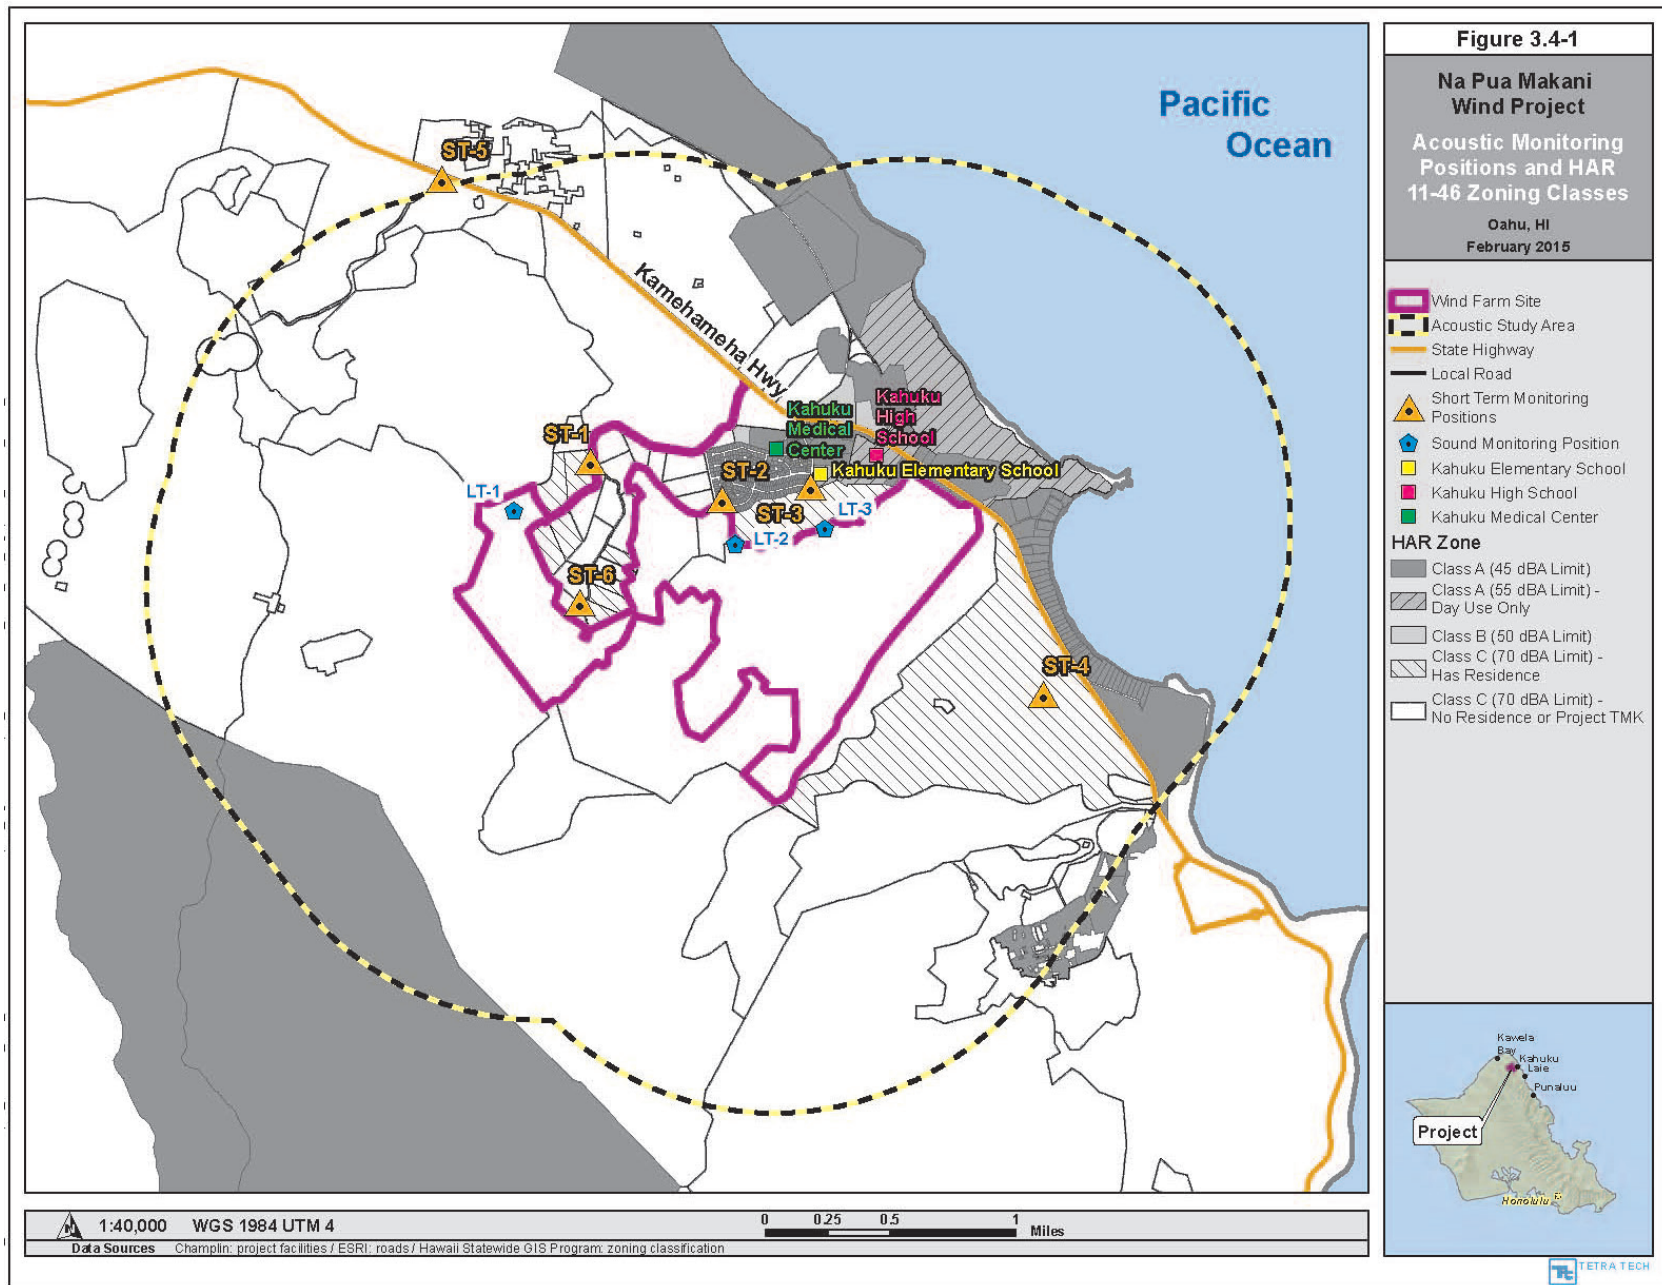 Figure 3.4-1
Na Pua Makani
Wind Project
Acoustic Monitoring
Positions and HAR
11-46 Zoning Classes
Oahu, HI
February 2015
Pacific
Ocean
ST-5
Kamehameha Hwy
Kahuku
Medical
Center
Kahuku
High
School
Kahuku Elementary School
ST-1
ST-2
ST-3
LT-1
LT-2
LT-3
ST-6
ST-4
Wind Farm Site
Acoustic Study Area
State Highway
Local Road
Short Term Monitoring
Positions
Sound Monitoring Position
Kahuku Elementary School
Kahuku High School
Kahuku Medical Center
HAR Zone
Class A (45 dBA Limit)
Class A (55 dBA Limit) -
Day Use Only
Class B (50 dBA Limit)
Class C (70 dBA Limit) -
Has Residence
Class C (70 dBA Limit) -
No Residence or Project TMK
Kawela
Bay
Kahuku
Laie
Punaluu
Project
Honolulu
N
1:40,000 WGS 1984 UTM 4
0 0.25 0.5 1
Miles
Data Sources Champlin: project facilities / ESRI: roads / Hawaii Statewide GIS Program: zoning classification
TETRA TECH